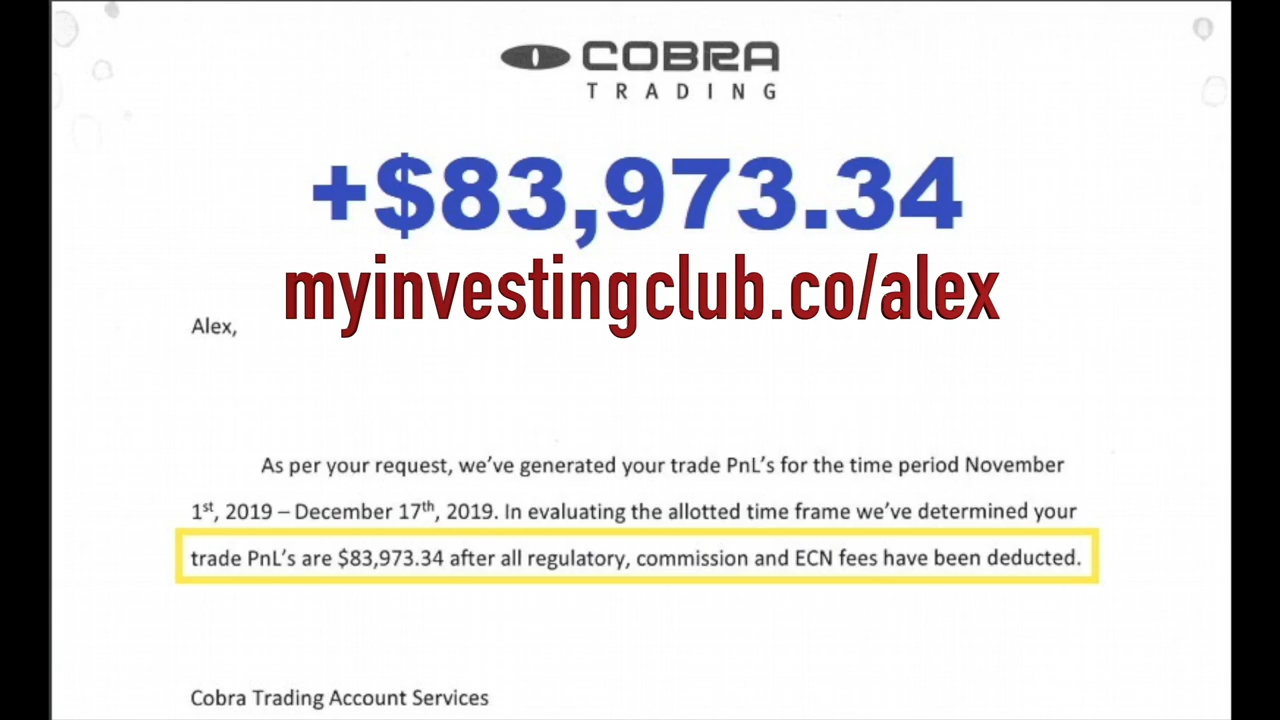 COBRA
TRADING
+$83,973.34
myinvestingclub.co/alex
Alex,
As per your request, we’ve generated your trade PnL’s for the time period November
1st, 2019 – December 17th, 2019. In evaluating the allotted time frame we’ve determined your
trade PnL’s are $83,973.34 after all regulatory, commission and ECN fees have been deducted.
Cobra Trading Account Services